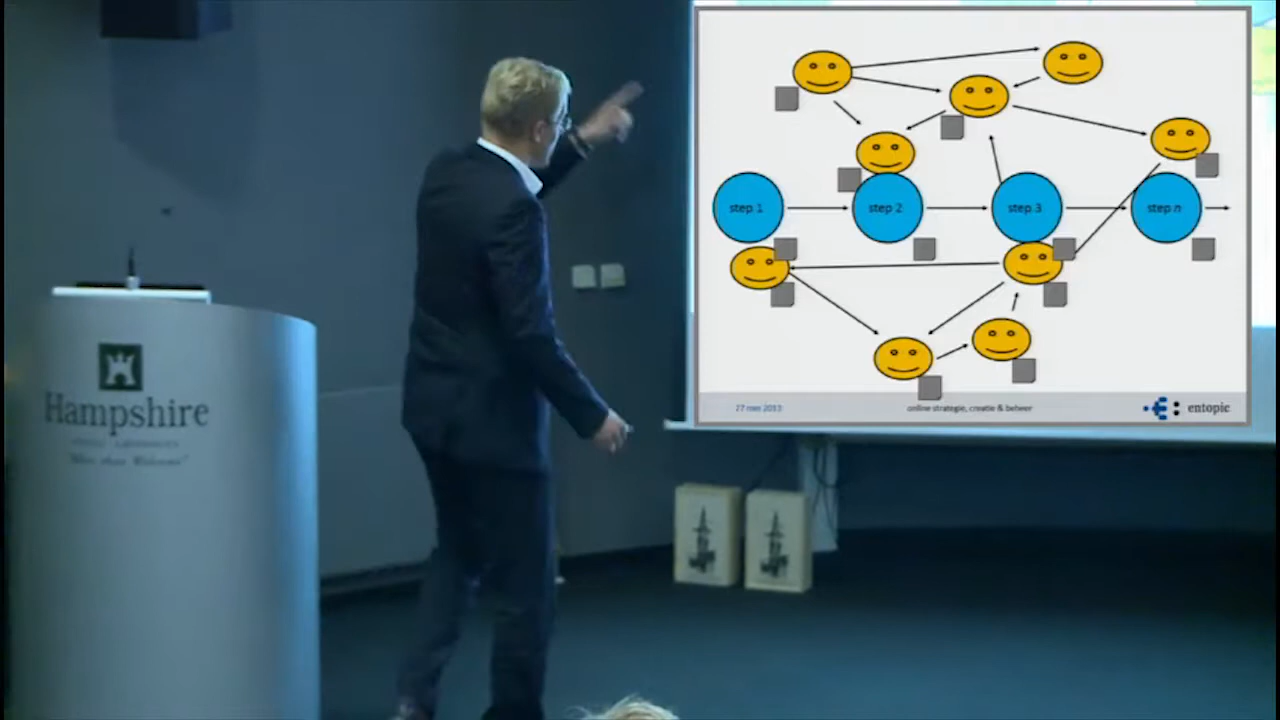 step 1
step 2
step 3
step n
27 mei 2013
online strategie, creatie & beheer
entopic
Hampshire